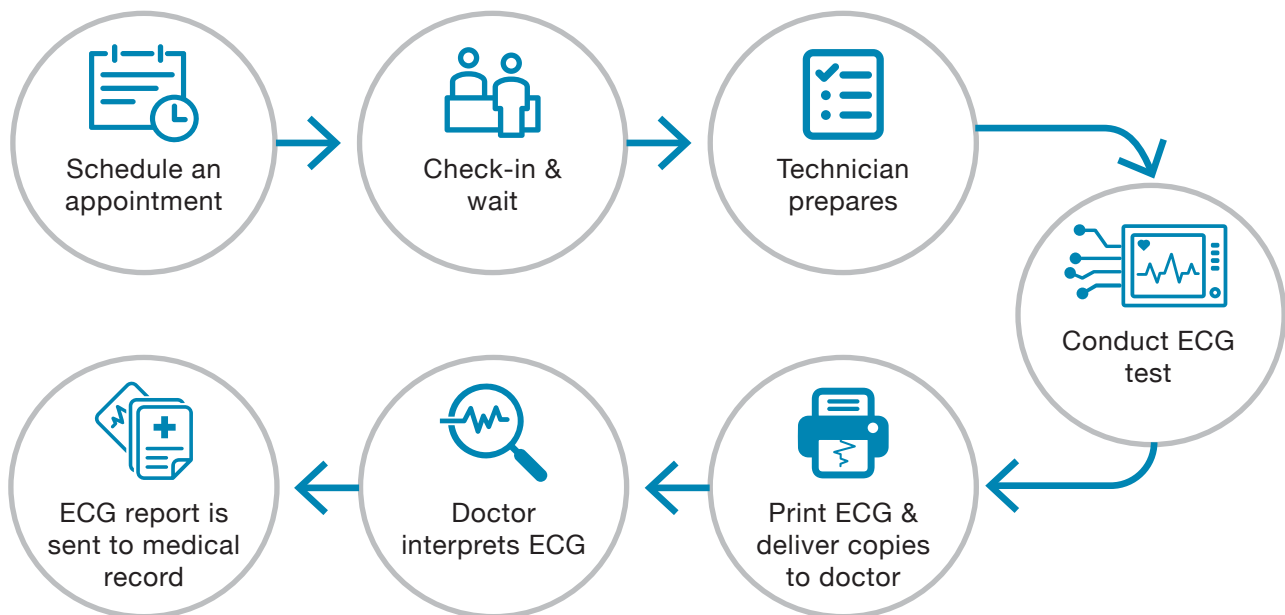 Schedule an
appointment
Check-in &
wait
Technician
prepares
Conduct ECG
test
Print ECG &
deliver copies
to doctor
Doctor
interprets ECG
ECG report is
sent to medical
record